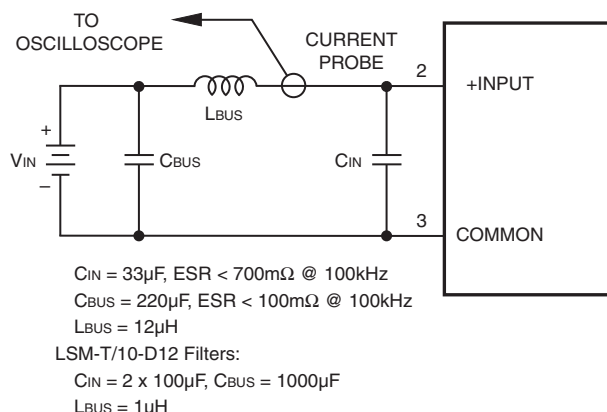 TO
OSCILLOSCOPE
CURRENT
PROBE
2
+INPUT
LBUS
+
VIN
–
CBUS
CIN
3
COMMON
CIN = 33µF, ESR < 700mΩ @ 100kHz
CBUS = 220µF, ESR < 100mΩ @ 100kHz
LBUS = 12µH
LSM-T/10-D12 Filters:
CIN = 2 x 100µF, CBUS = 1000µF
LBUS = 1µH